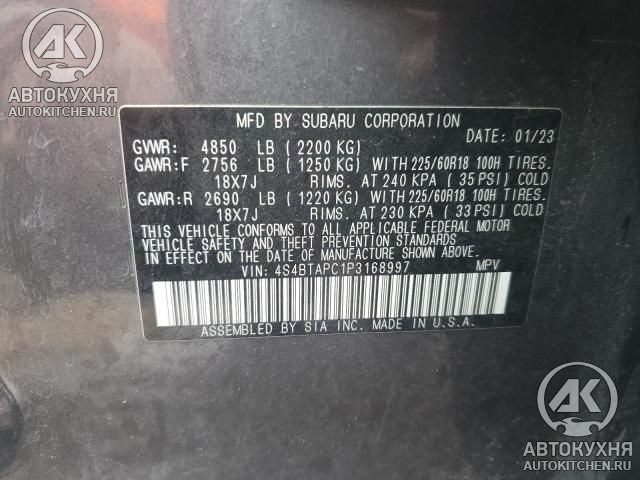 AK
АВТОКУХНЯ
AUTOKITCHEN.RU
MFD BY SUBARU CORPORATION
DATE: 01/23
GVWR: 4850 LB ( 2200 KG)
GAWR:F 2756 LB ( 1250 KG) WITH 225/60R18 100H TIRES.
18X7J RIMS. AT 240 KPA ( 35 PSI) COLD
GAWR:R 2690 LB ( 1220 KG) WITH 225/60R18 100H TIRES.
18X7J RIMS. AT 230 KPA ( 33 PSI) COLD
THIS VEHICLE CONFORMS TO ALL APPLICABLE FEDERAL MOTOR
VEHICLE SAFETY AND THEFT PREVENTION STANDARDS
IN EFFECT ON THE DATE OF MANUFACTURE SHOWN ABOVE.
VIN: 4S4BTAPC1P3168997 MPV
ASSEMBLED BY SIA INC. MADE IN U.S.A.
AK
АВТОКУХНЯ
AUTOKITCHEN.RU